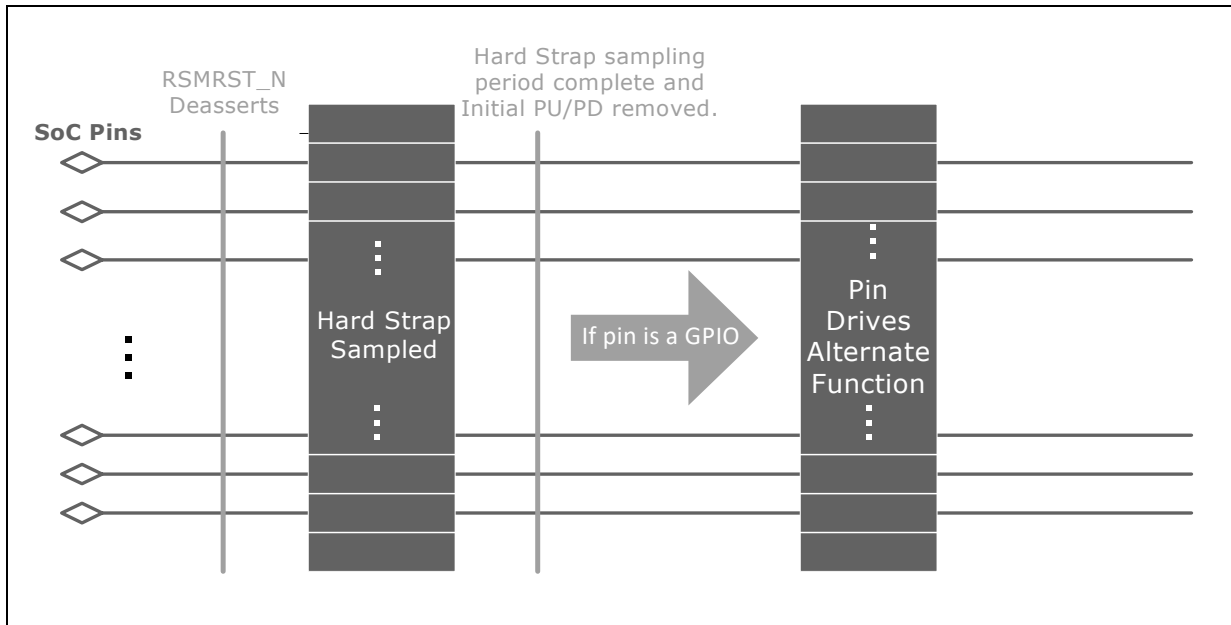 RSMRST_N
Deasserts
Hard Strap sampling
period complete and
Initial PU/PD removed.
SoC Pins
Hard Strap
Sampled
If pin is a GPIO
Pin
Drives
Alternate
Function